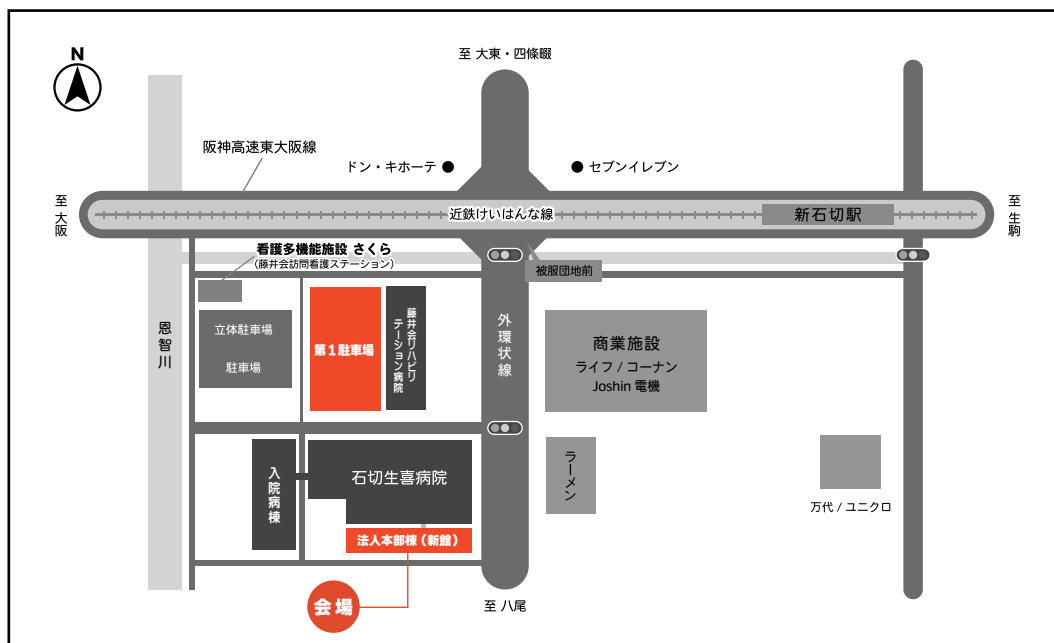 N
至 大東・四條畷
阪神高速東大阪線
ドン・キホーテ
セブンイレブン
至 大阪
近鉄けいはんな線
新石切駅
至 生駒
看護多機能施設 さくら
（藤井会訪問看護ステーション）
被服団地前
恩智川
立体駐車場
駐車場
第1駐車場
藤井会リハビリ
テーション病院
外環状線
商業施設
ライフ / コーナン
Joshin 電機
入院病棟
石切生喜病院
ラーメン
万代 / ユニクロ
法人本部棟（新館）
会場
至 八尾